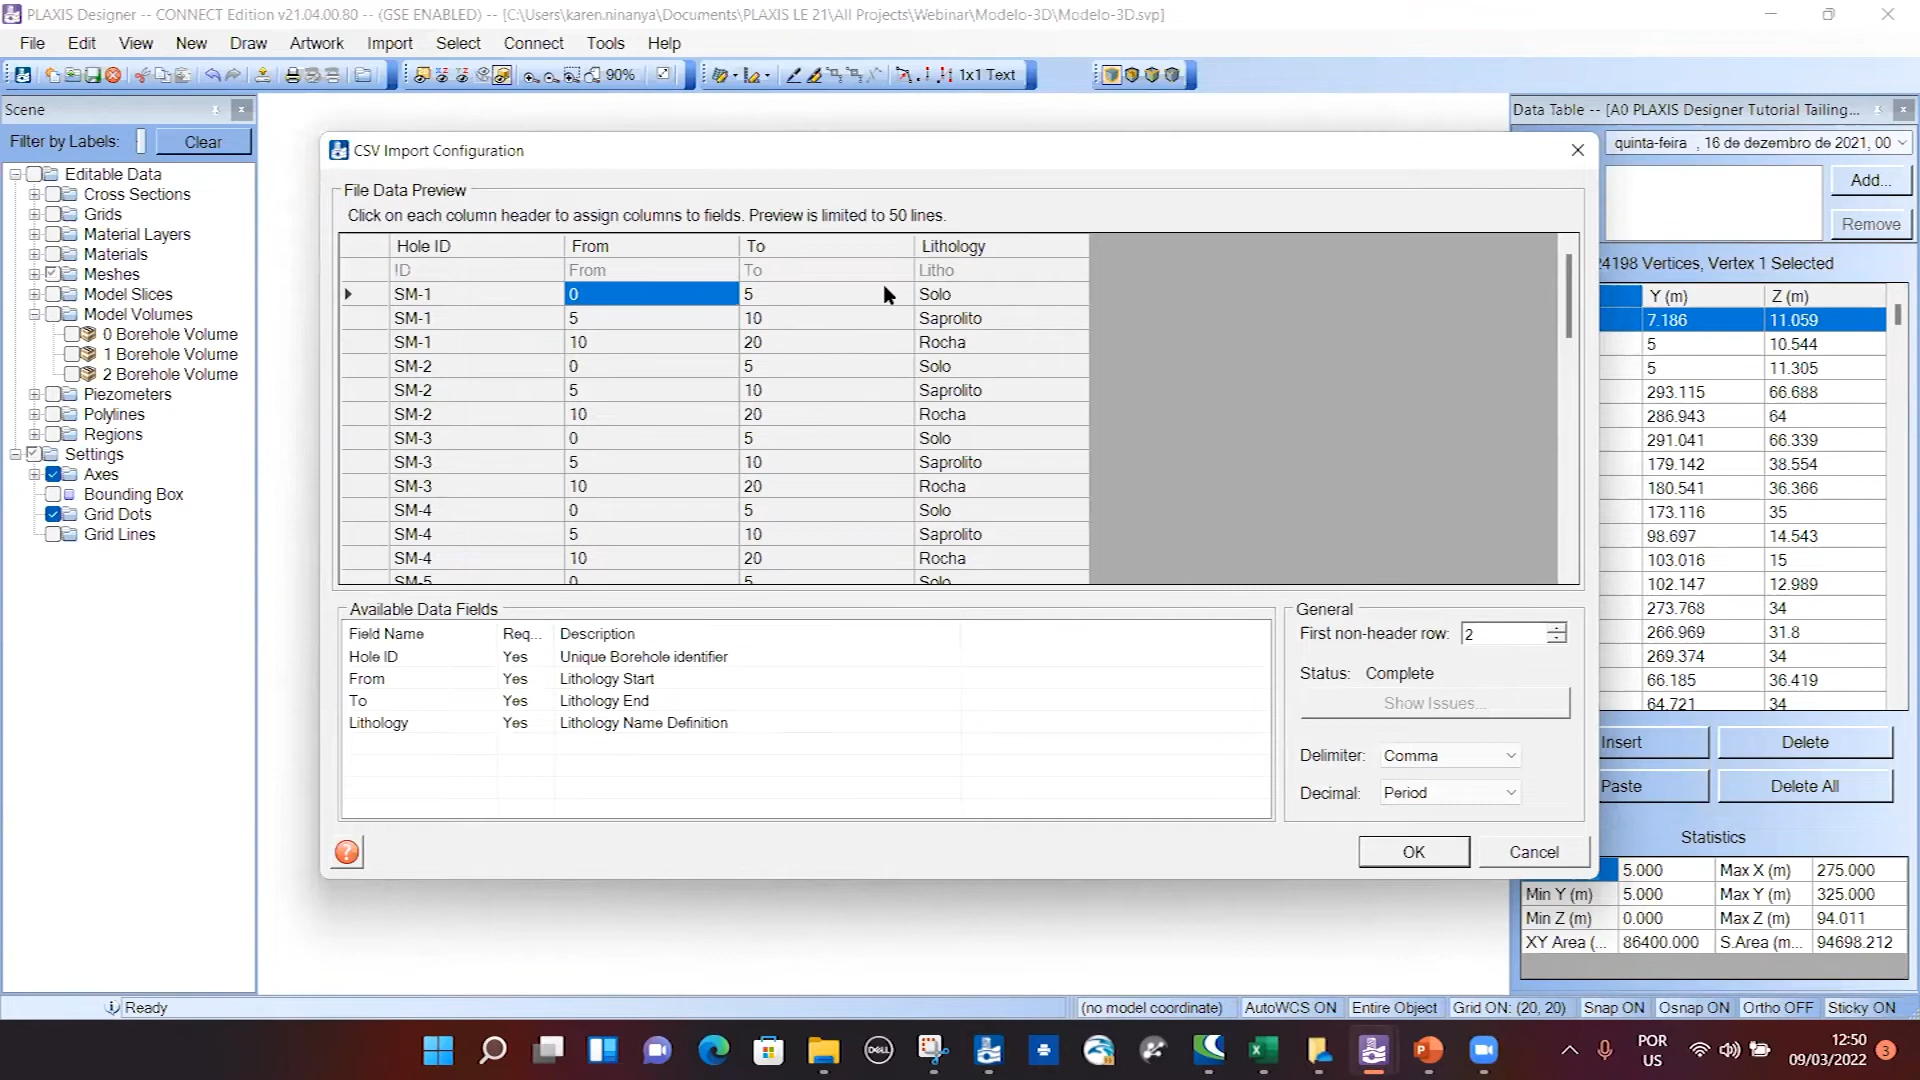 PLAXIS Designer -- CONNECT Edition v21.04.00.80 -- (GSE ENABLED) -- [C:\Users\karen.ninanya\Documents\PLAXIS LE 21\All Projects\Webinar\Modelo-3D\Modelo-3D.svp]
File Edit View New Draw Artwork Import Select Connect Tools Help
90% 1x1 Text
Scene
Filter by Labels: Clear
Editable Data
Cross Sections
Grids
Material Layers
Materials
Meshes
Model Slices
Model Volumes
0 Borehole Volume
1 Borehole Volume
2 Borehole Volume
Piezometers
Polylines
Regions
Settings
Axes
Bounding Box
Grid Dots
Grid Lines
CSV Import Configuration
File Data Preview
Click on each column header to assign columns to fields. Preview is limited to 50 lines.
Hole ID From To Lithology
!ID From To Litho
SM-1 0 5 Solo
SM-1 5 10 Saprolito
SM-1 10 20 Rocha
SM-2 0 5 Solo
SM-2 5 10 Saprolito
SM-2 10 20 Rocha
SM-3 0 5 Solo
SM-3 5 10 Saprolito
SM-3 10 20 Rocha
SM-4 0 5 Solo
SM-4 5 10 Saprolito
SM-4 10 20 Rocha
SM-5 0 5 Solo
Available Data Fields
Field Name Req... Description
Hole ID Yes Unique Borehole identifier
From Yes Lithology Start
To Yes Lithology End
Lithology Yes Lithology Name Definition
General
First non-header row: 2
Status: Complete
Show Issues...
Delimiter: Comma
Decimal: Period
OK Cancel
Data Table -- [A0 PLAXIS Designer Tutorial Tailing...
quinta-feira , 16 de dezembro de 2021, 00
Add...
Remove
24198 Vertices, Vertex 1 Selected
Y (m) Z (m)
7.186 11.059
5 10.544
5 11.305
293.115 66.688
286.943 64
291.041 66.339
179.142 38.554
180.541 36.366
173.116 35
98.697 14.543
103.016 15
102.147 12.989
273.768 34
266.969 31.8
269.374 34
66.185 36.419
64.721 34
Insert Delete
Paste Delete All
Statistics
5.000 Max X (m) 275.000
Min Y (m) 5.000 Max Y (m) 325.000
Min Z (m) 0.000 Max Z (m) 94.011
XY Area (... 86400.000 S.Area (m... 94698.212
Ready (no model coordinate) AutoWCS ON Entire Object Grid ON: (20, 20) Snap ON Osnap ON Ortho OFF Sticky ON
DELL
POR
US
12:50
09/03/2022
3